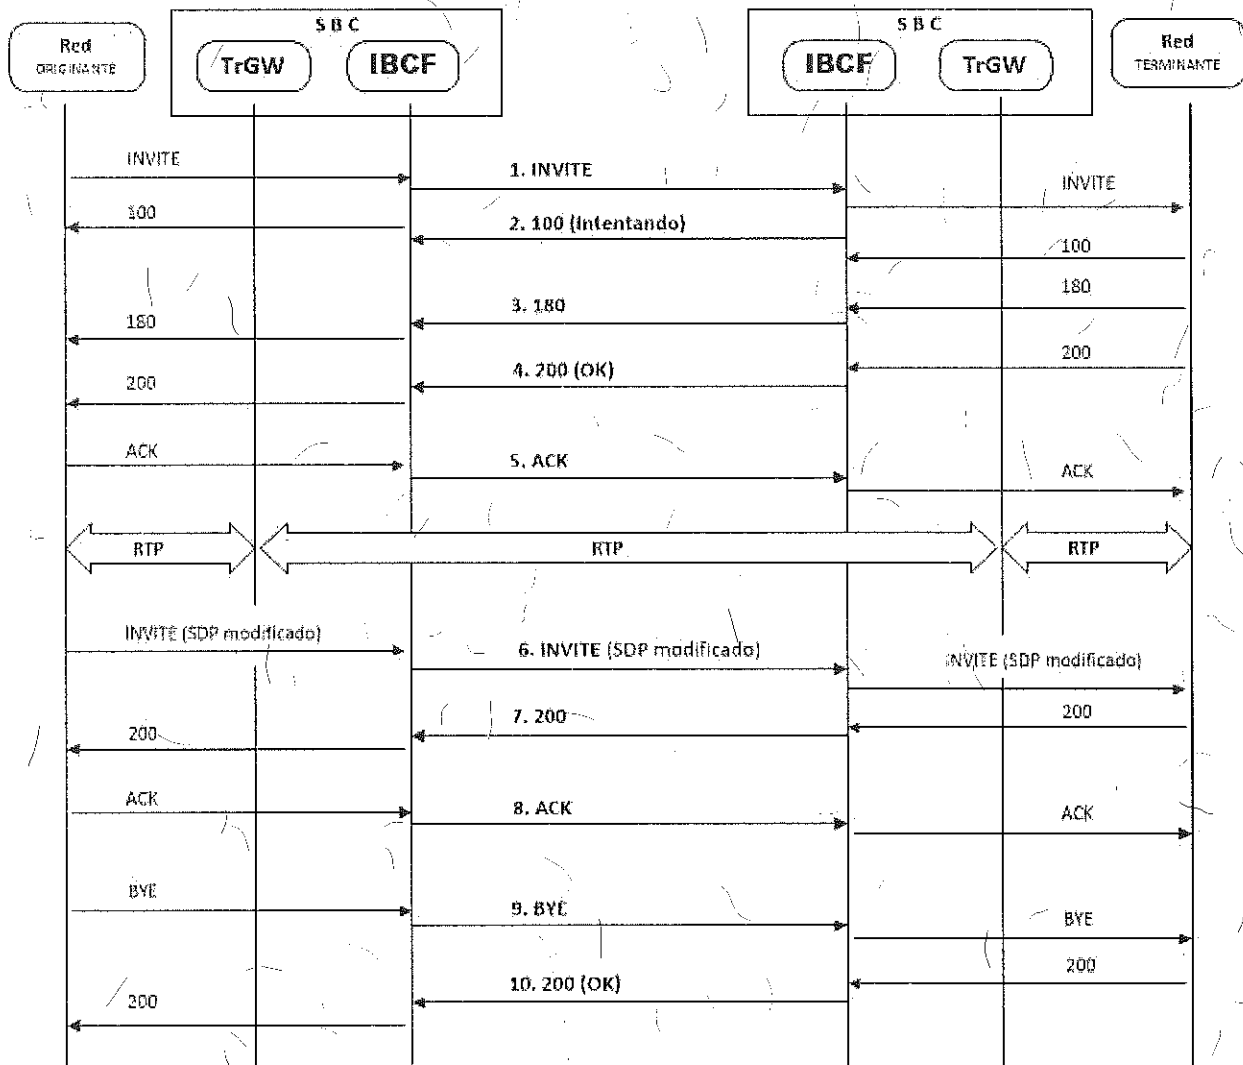 Red
ORIGINANTE
S B C
TrGW
IBCF
S B C
IBCF
TrGW
Red
TERMINANTE
INVITE
1. INVITE
INVITE
100
2. 100 (Intentando)
100
180
3. 180
180
200
4. 200 (OK)
200
ACK
5. ACK
ACK
RTP
RTP
RTP
INVITE (SDP modificado)
6. INVITE (SDP modificado)
INVITE (SDP modificado)
200
7. 200
200
ACK
8. ACK
ACK
BYE
9. BYE
BYE
200
10. 200 (OK)
200